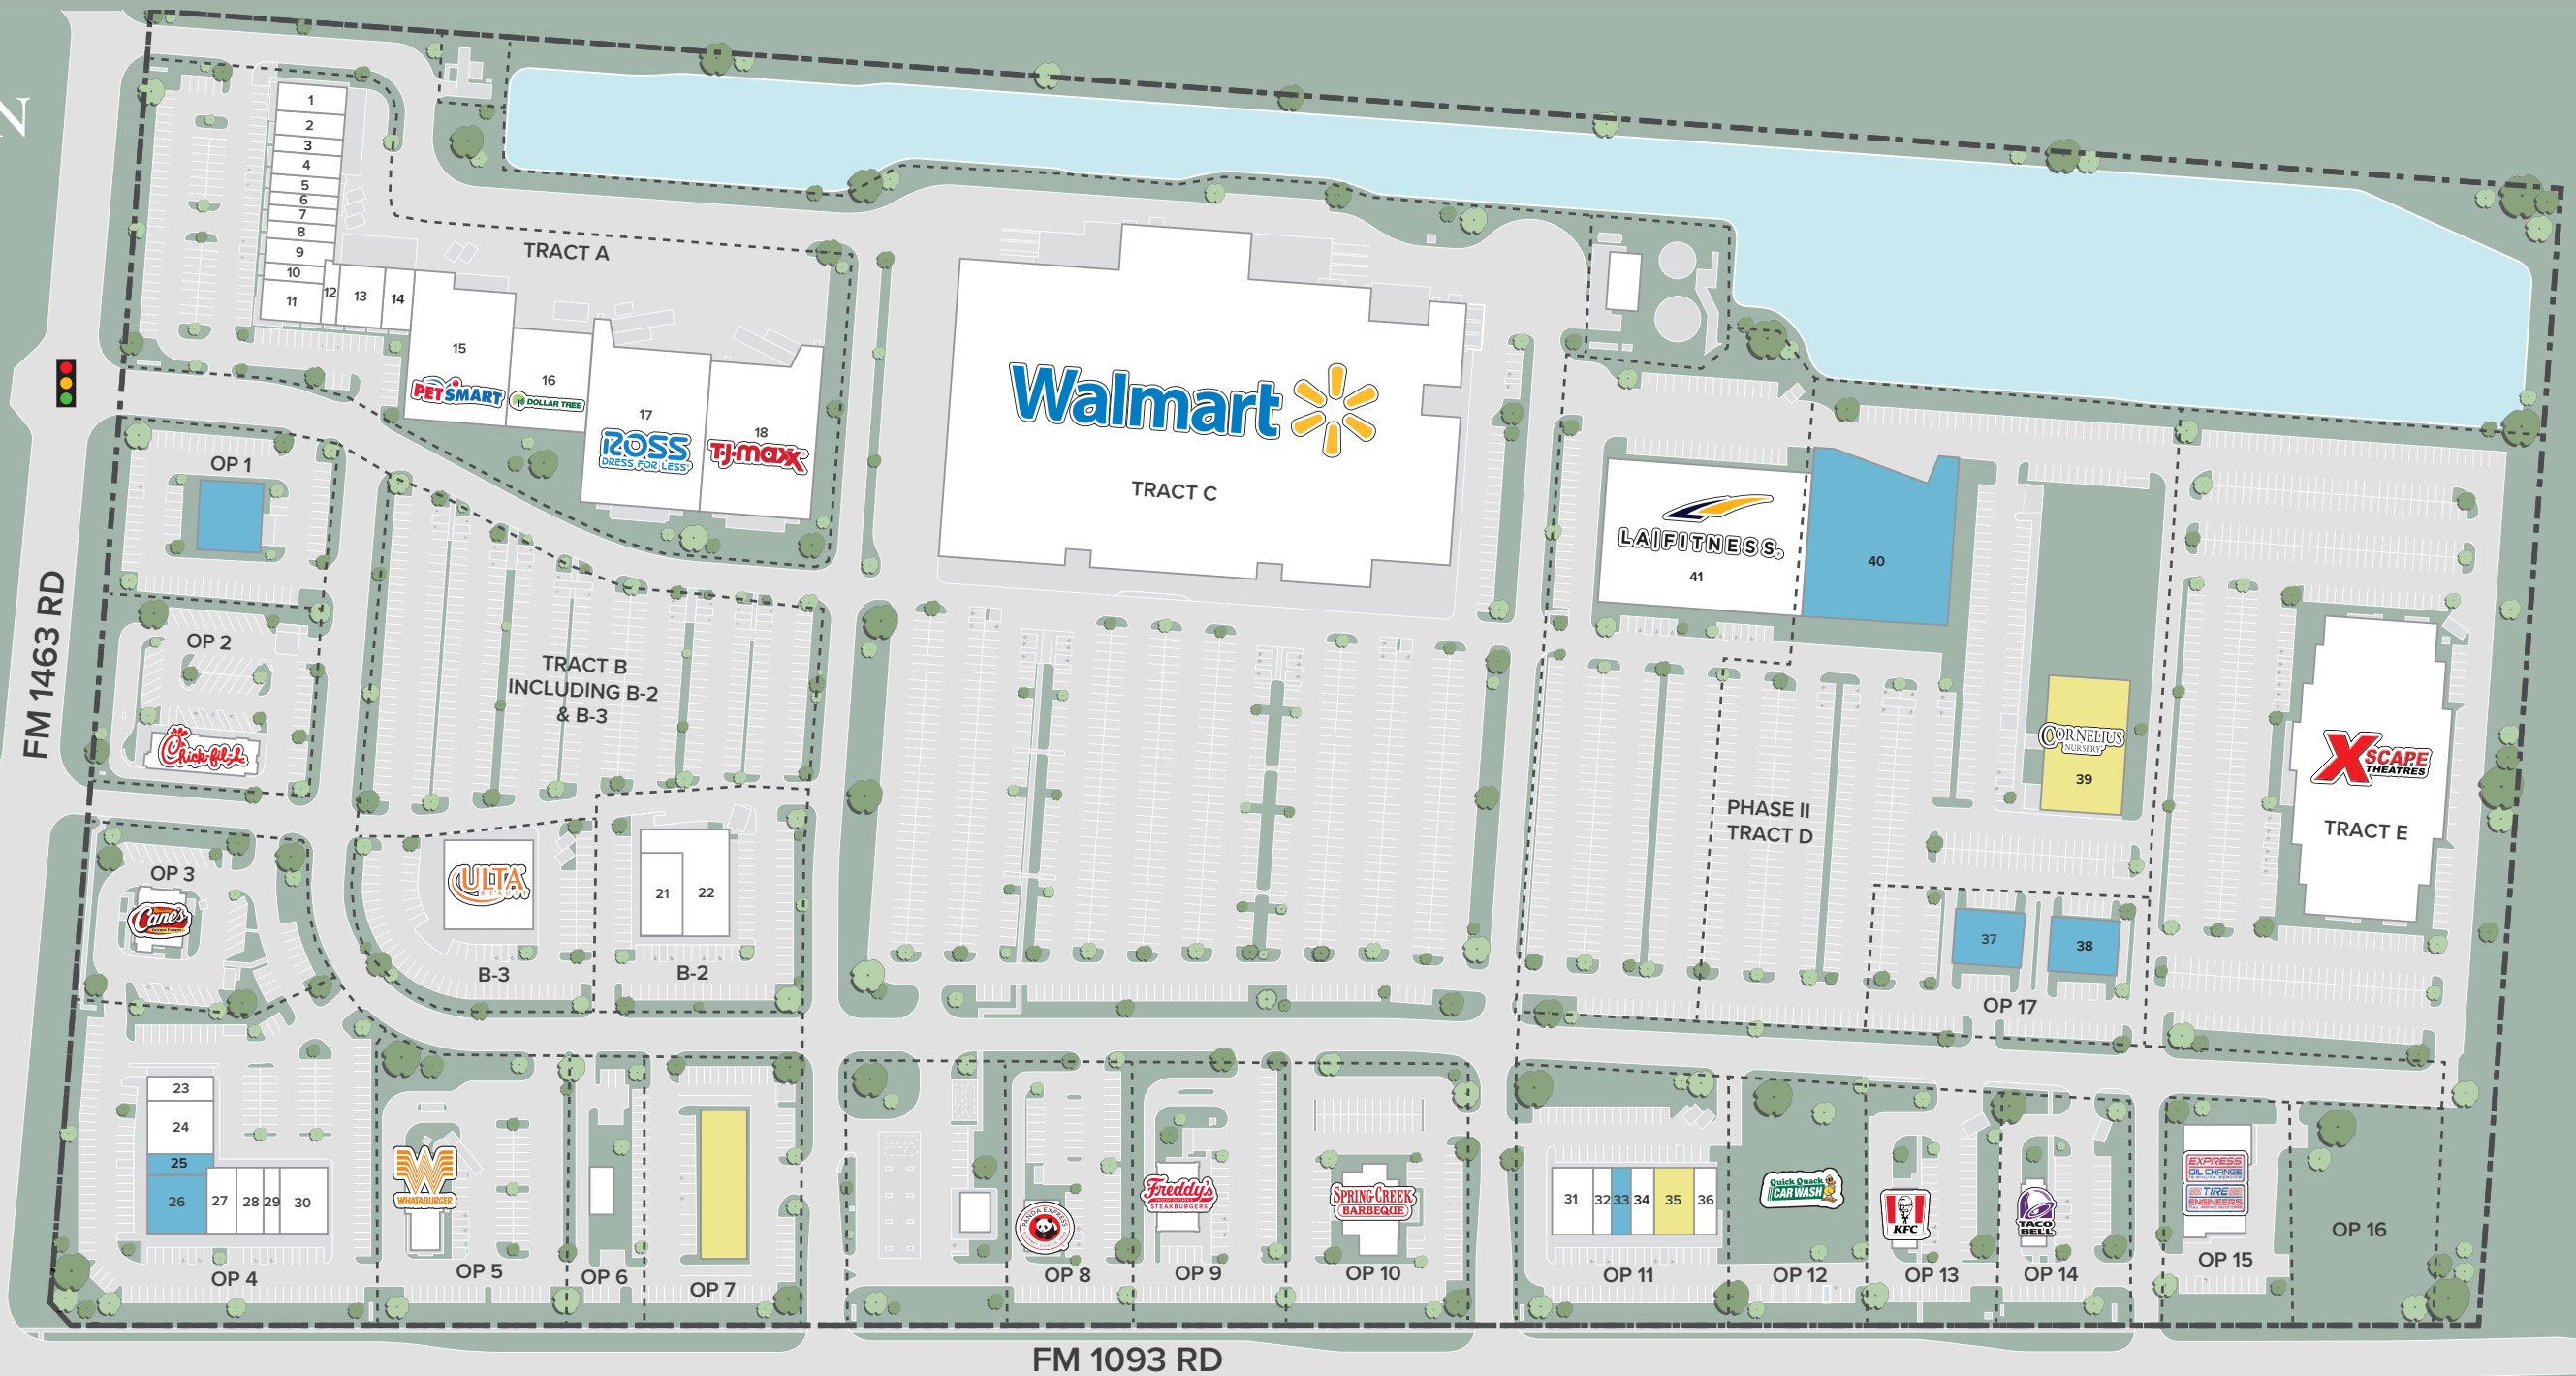 N
1
2
3
4
5
6
7
8
9
10
11
12
13
14
TRACT A
15
PETSMART
16
DOLLAR TREE
17
ROSS
DRESS FOR LESS
18
T.J.maxx
Walmart
TRACT C
LA|FITNESS.
41
40
OP 1
OP 2
Chick-fil-A
FM 1463 RD
TRACT B
INCLUDING B-2
& B-3
CORNELIUS
NURSERY
39
XSCAPE
THEATRES
TRACT E
PHASE II
TRACT D
OP 3
Raising
Cane's
ULTA
BEAUTY
B-3
21
22
B-2
37
38
OP 17
23
24
25
26
27
28
29
30
OP 4
WHATABURGER
OP 5
OP 6
OP 7
PANDA EXPRESS
OP 8
Freddy's
STEAKBURGERS
OP 9
SPRING CREEK
BARBEQUE
OP 10
31
32
33
34
35
36
OP 11
Quick Quack
CAR WASH
OP 12
KFC
OP 13
TACO
BELL
OP 14
EXPRESS
OIL CHANGE
TIRE
ENGINEERS
OP 15
OP 16
FM 1093 RD